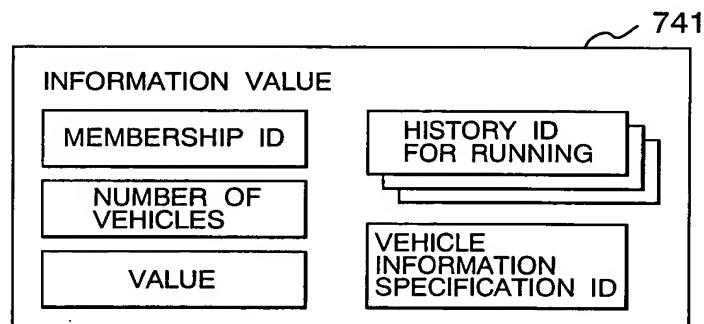 741
INFORMATION VALUE
MEMBERSHIP ID
NUMBER OF
VEHICLES
VALUE
HISTORY ID
FOR RUNNING
VEHICLE
INFORMATION
SPECIFICATION ID